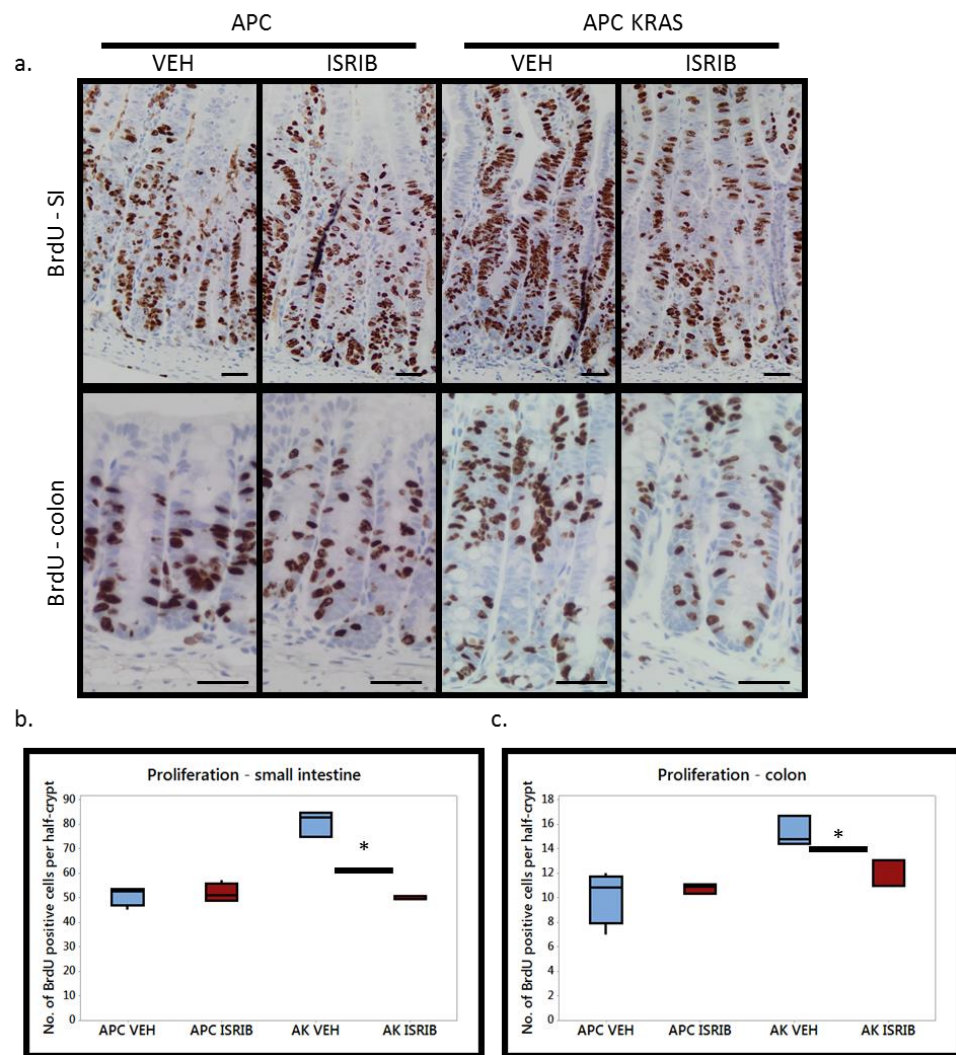 APC APC KRAS
a. VEH ISRIB VEH ISRIB
BrdU - SI
BrdU - colon
b. c.
Proliferation - small intestine
No. of BrdU positive cells per half-crypt
90
80
70
60
50
40
30
20
10
0
*
APC VEH APC ISRIB AK VEH AK ISRIB
Proliferation - colon
No. of BrdU positive cells per half-crypt
18
16
14
12
10
8
6
4
2
0
*
APC VEH APC ISRIB AK VEH AK ISRIB